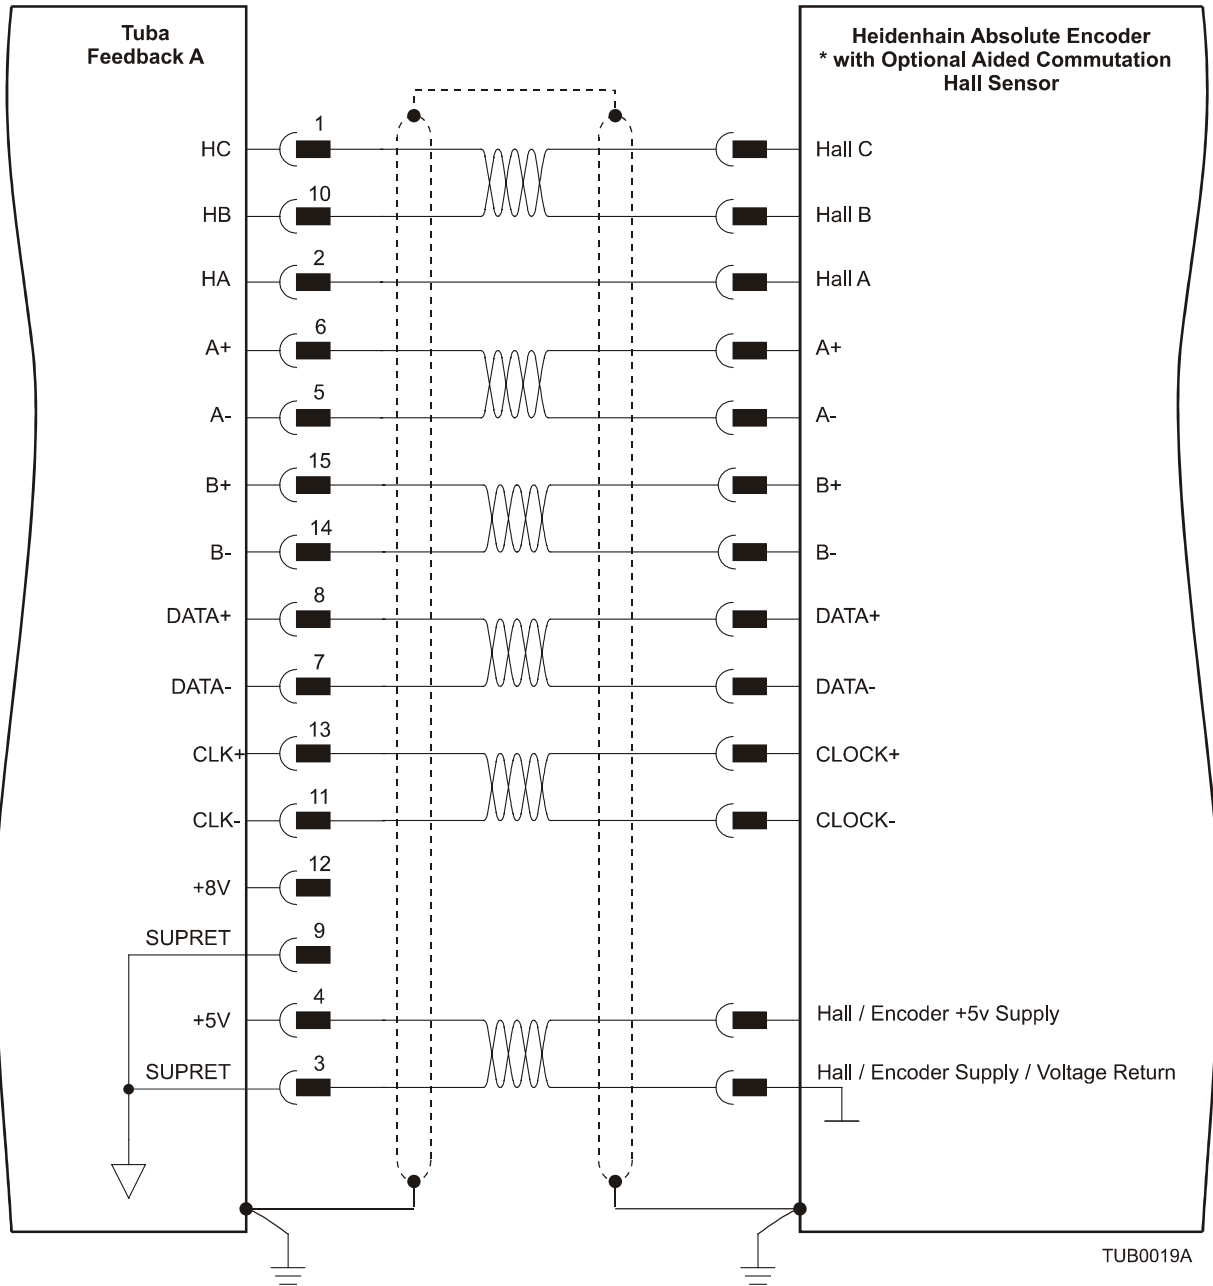 Tuba
Feedback A
Heidenhain Absolute Encoder
* with Optional Aided Commutation
Hall Sensor
HC 1 Hall C
HB 10 Hall B
HA 2 Hall A
A+ 6 A+
A- 5 A-
B+ 15 B+
B- 14 B-
DATA+ 8 DATA+
DATA- 7 DATA-
CLK+ 13 CLOCK+
CLK- 11 CLOCK-
+8V 12
SUPRET 9
+5V 4 Hall / Encoder +5v Supply
SUPRET 3 Hall / Encoder Supply / Voltage Return
TUB0019A